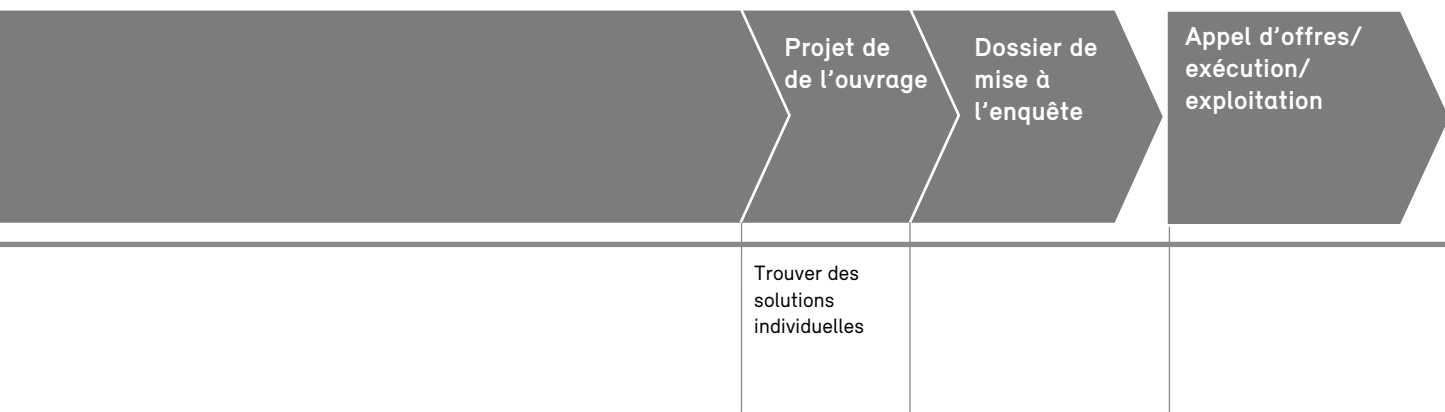 Projet de
de l'ouvrage
Dossier de
mise à
l'enquête
Appel d'offres/
exécution/
exploitation
Trouver des
solutions
individuelles